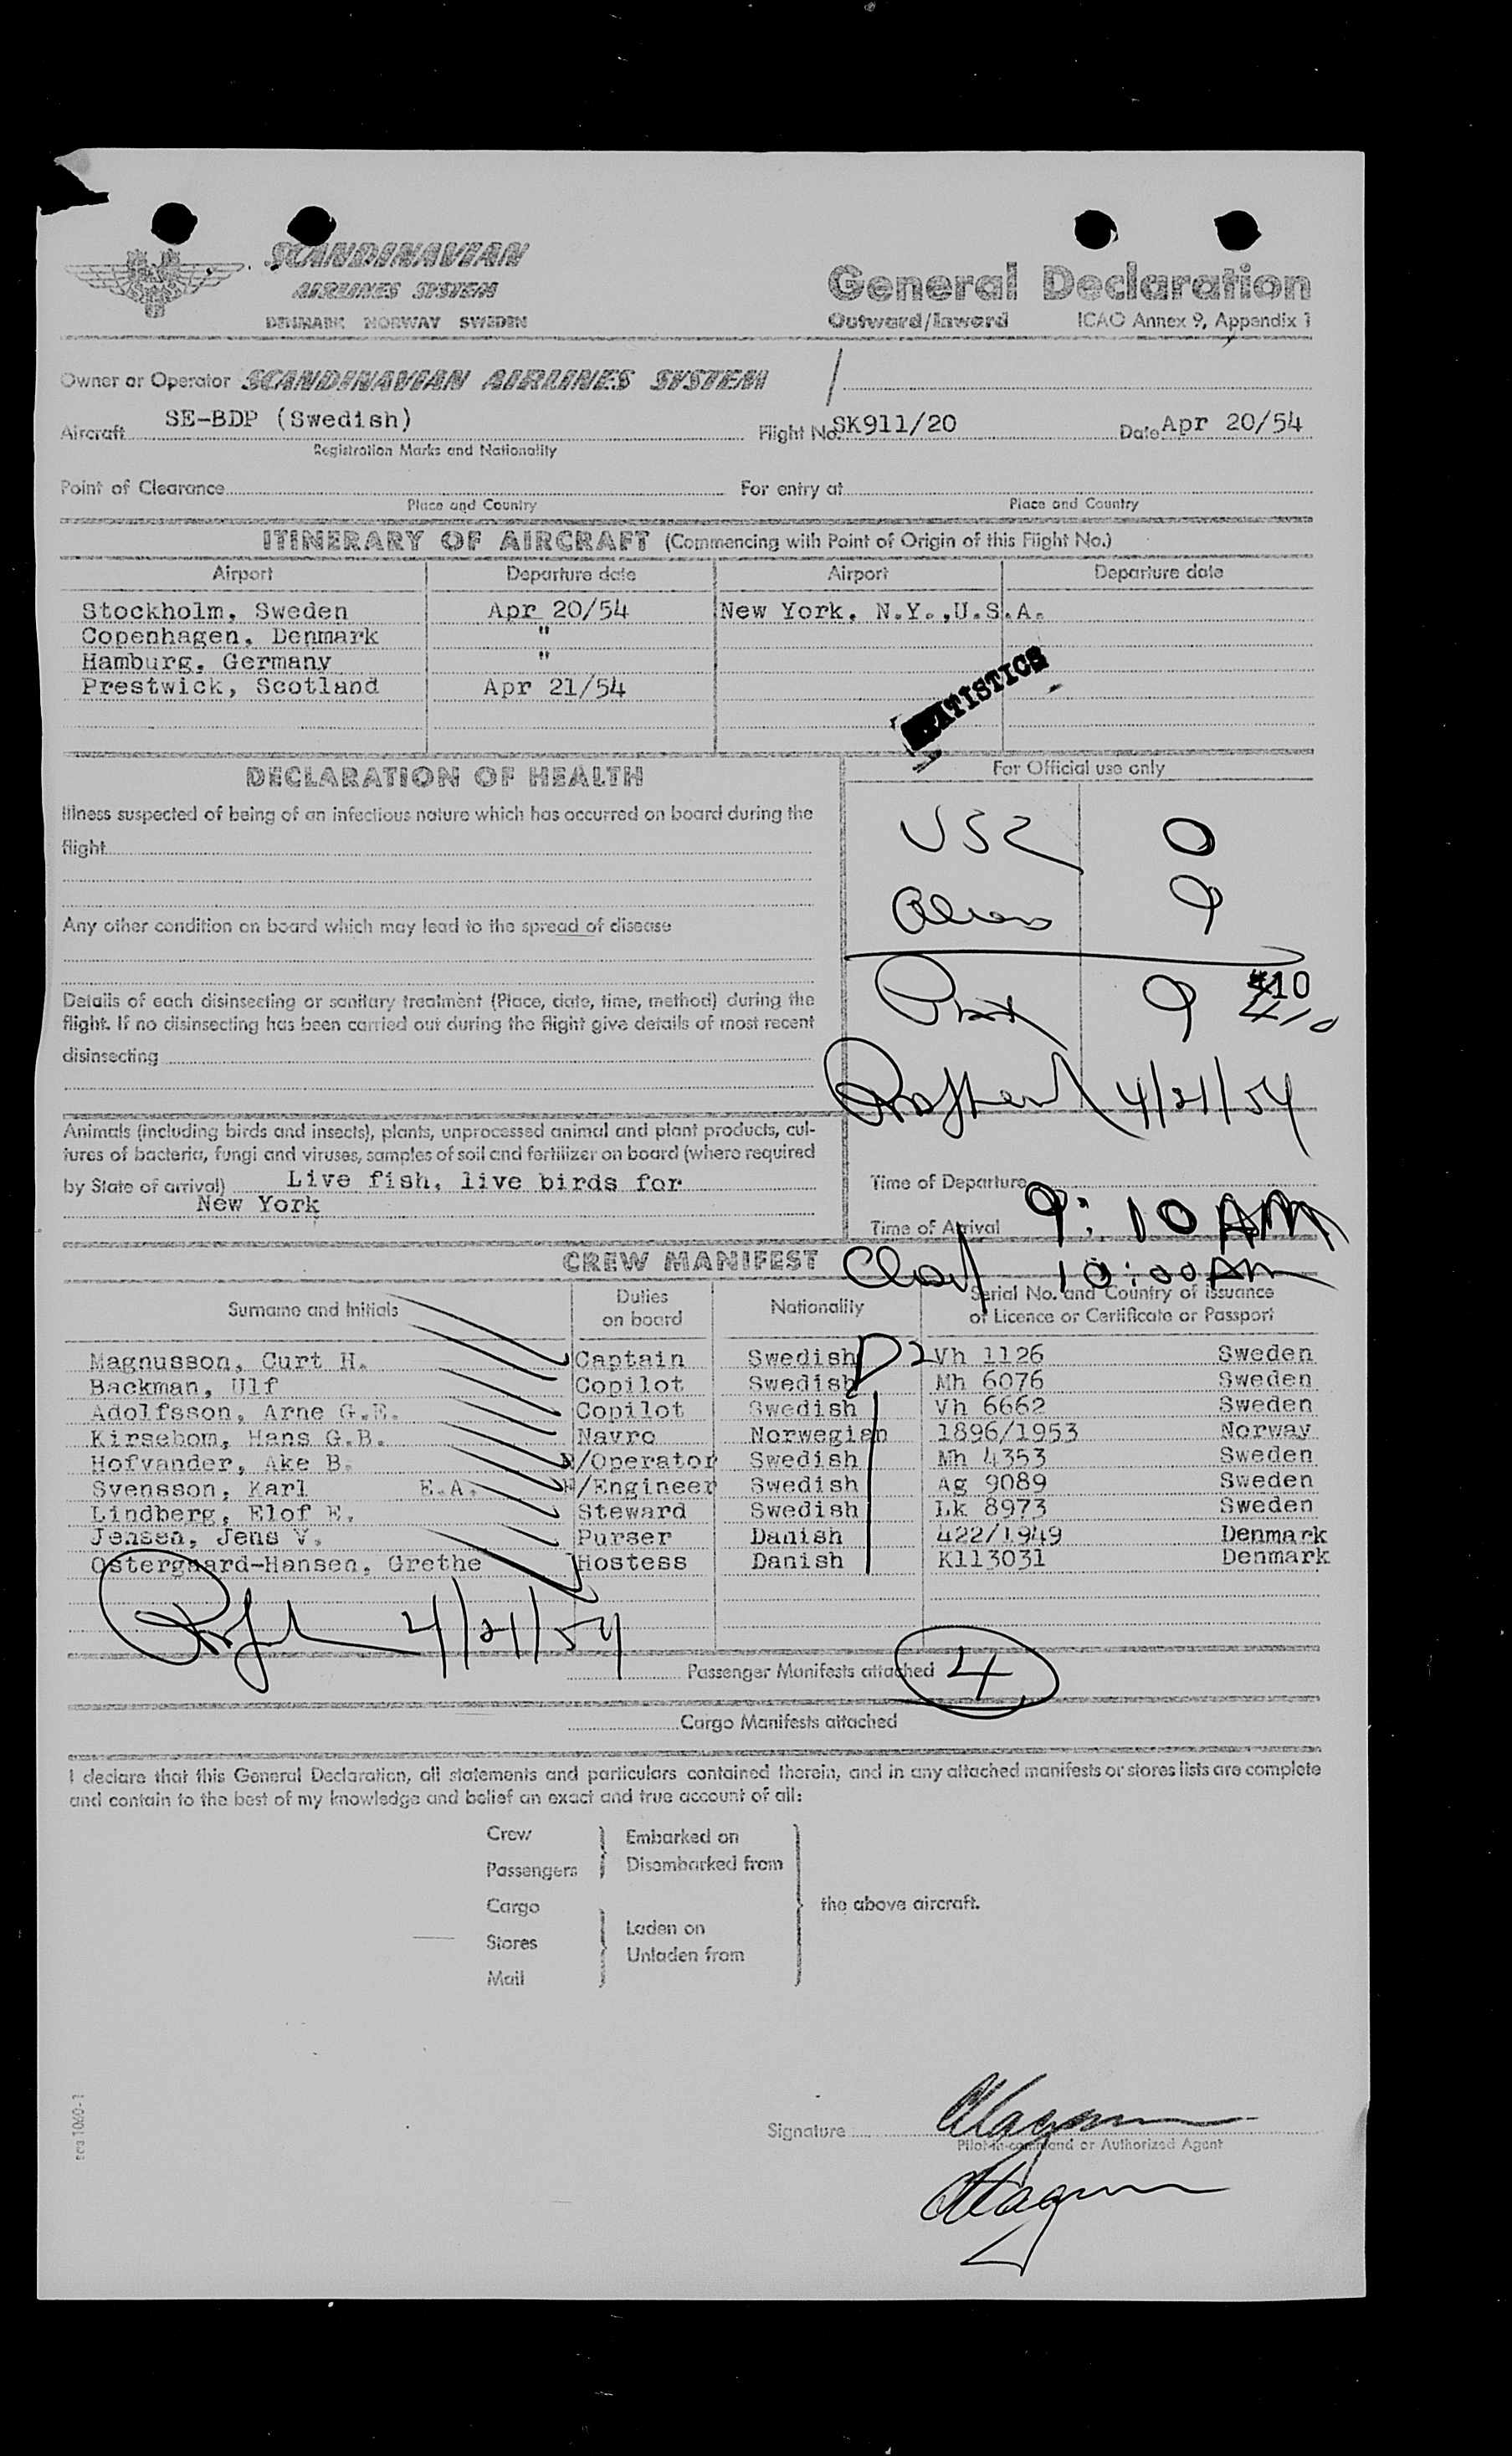 SCANDINAVIAN
AIRLINES SYSTEM
DENMARK NORWAY SWEDEN
General Declaration
Outward/Inward ICAO Annex 9, Appendix 1
Owner or Operator SCANDINAVIAN AIRLINES SYSTEM
Aircraft SE-BDP (Swedish) Flight No. SK911/20 Date Apr 20/54
Registration Marks and Nationality
Point of Clearance For entry at
Place and Country Place and Country
ITINERARY OF AIRCRAFT (Commencing with Point of Origin of this Flight No.)
Airport Departure date Airport Departure date
Stockholm, Sweden Apr 20/54 New York, N.Y.,U.S.A.
Copenhagen, Denmark "
Hamburg, Germany "
Prestwick, Scotland Apr 21/54
STATISTICS
DECLARATION OF HEALTH
Illness suspected of being of an infectious nature which has occurred on board during the
flight
Any other condition on board which may lead to the spread of disease
Details of each disinsecting or sanitary treatment (Place, date, time, method) during the
flight. If no disinsecting has been carried out during the flight give details of most recent
disinsecting
Animals (including birds and insects), plants, unprocessed animal and plant products, cul-
tures of bacteria, fungi and viruses, samples of soil and fertilizer on board (where required
by State of arrival) Live fish, live birds for
New York
For Official use only
USC 0
Aliens 9
9 #10
4/10
4/21/54
Time of Departure
Time of Arrival 9:10 AM
10:00 AM
CREW MANIFEST
Surname and Initials Duties on board Nationality Serial No. and Country of issuance of Licence or Certificate or Passport
Magnusson, Curt H. Captain Swedish D2 Vh 1126 Sweden
Backman, Ulf Copilot Swedish Mh 6076 Sweden
Adolfsson, Arne G.E. Copilot Swedish Vh 6662 Sweden
Kirsebom, Hans G.B. Navro Norwegian 1896/1953 Norway
Hofvander, Ake B. R/Operator Swedish Mh 4353 Sweden
Svensson, Karl E.A. F/Engineer Swedish Ag 9089 Sweden
Lindberg, Elof E. Steward Swedish Lk 8973 Sweden
Jensen, Jens V. Purser Danish 422/1949 Denmark
Ostergaard-Hansen, Grethe Hostess Danish K113031 Denmark
4/21/54
Passenger Manifests attached 4
Cargo Manifests attached
I declare that this General Declaration, all statements and particulars contained therein, and in any attached manifests or stores lists are complete
and contain to the best of my knowledge and belief an exact and true account of all:
Crew Embarked on
Passengers Disembarked from
Cargo the above aircraft.
Stores Laden on
Mail Unladen from
Signature
Pilot-in-command or Authorized Agent